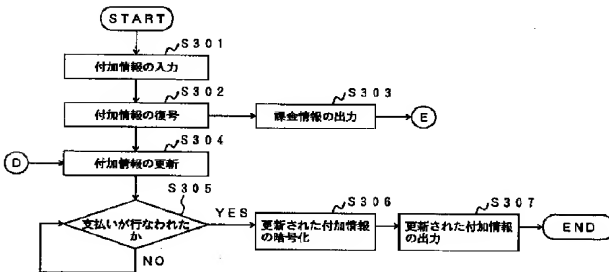 START
S301
付加情報の入力
S302
付加情報の復号
S303
課金情報の出力
E
S304
D
付加情報の更新
S305
支払いが行なわれた
か
YES
NO
S306
更新された付加情報
の暗号化
S307
更新された付加情報
の出力
END